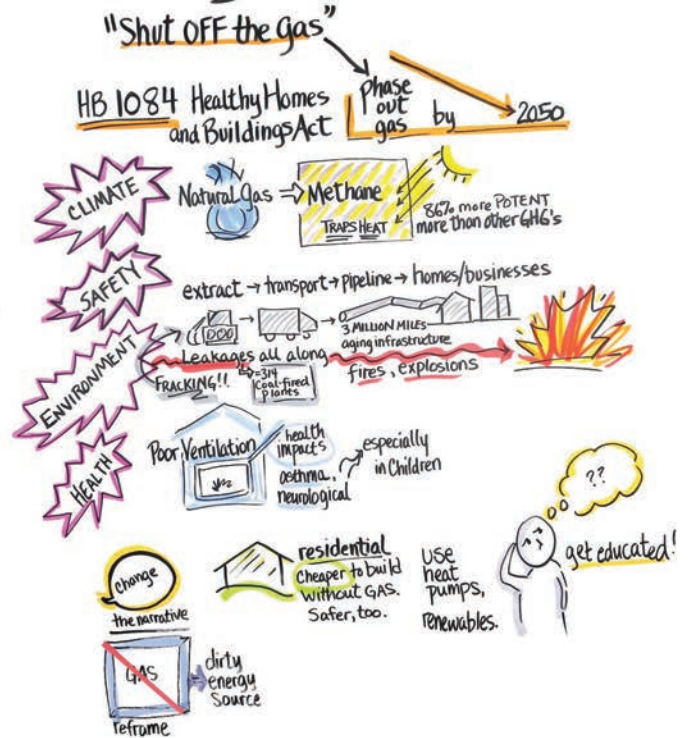 "Shut OFF the Gas"
HB 1084 Healthy Homes
and Buildings Act
Phase
out
gas by 2050
CLIMATE
Natural Gas ⇒ Methane
TRAPS HEAT
86% more POTENT
more than other GHG's
SAFETY
extract → transport → pipeline → homes/businesses
3 MILLION MILES
aging infrastructure
ENVIRONMENT
Leakages all along
fires, explosions
FRACKING!!
⇒ =314
Coal-fired
plants
HEALTH
Poor Ventilation
health
impacts
asthma,
neurological
especially
in Children
change
the narrative
GAS
reframe
dirty
energy
Source
residential
Cheaper to build
without GAS.
Safer, too.
USE
heat
pumps,
renewables.
??
get educated!